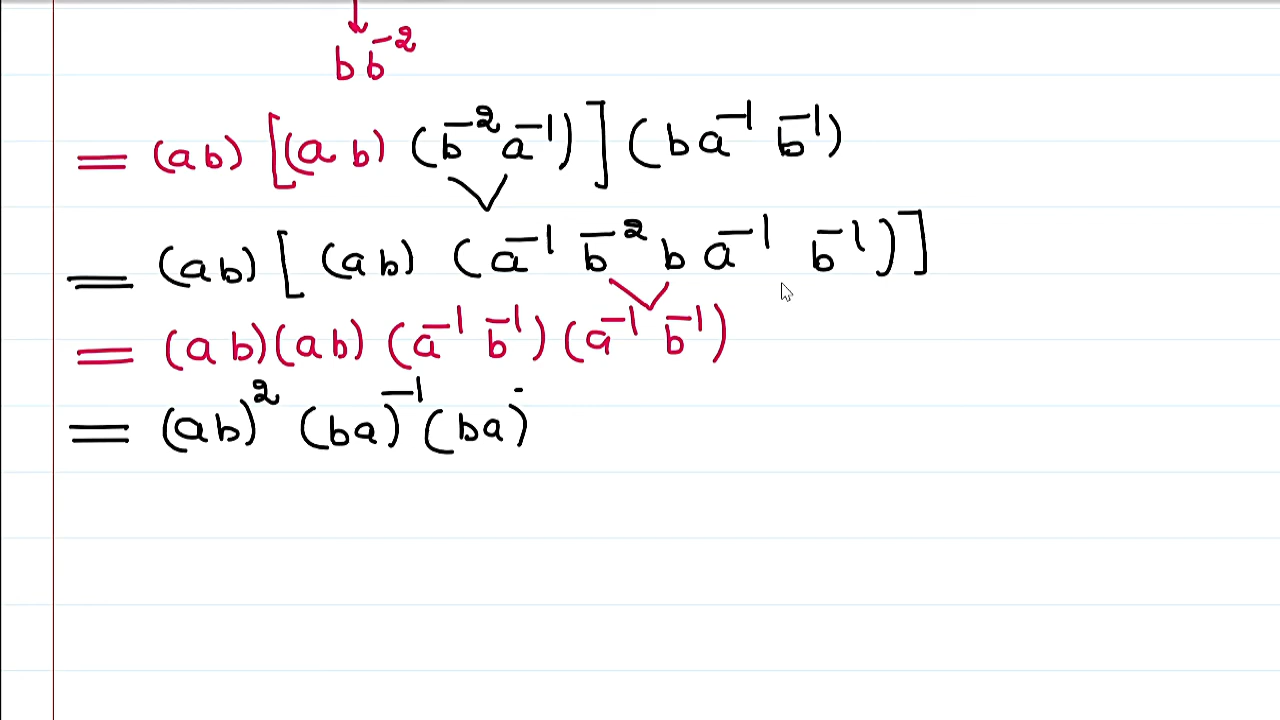 b b⁻²
= (ab) [(ab) (b⁻² a⁻¹)] (b a⁻¹ b⁻¹)
= (ab) [(ab) (a⁻¹ b⁻² b a⁻¹ b⁻¹)]
= (ab)(ab) (a⁻¹ b⁻¹) (a⁻¹ b⁻¹)
= (ab)² (ba)⁻¹ (ba)⁻